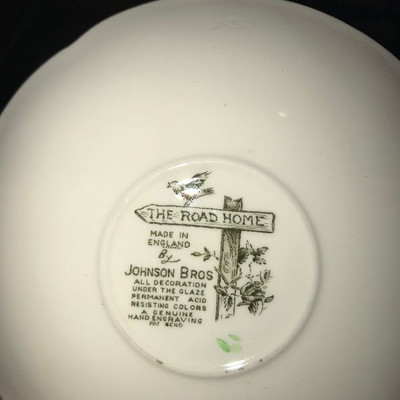 THE ROAD HOME
MADE IN
ENGLAND
By
JOHNSON BROS
ALL DECORATION
UNDER THE GLAZE
PERMANENT ACID
RESISTING COLORS
A GENUINE
HAND ENGRAVING
PAT PEND